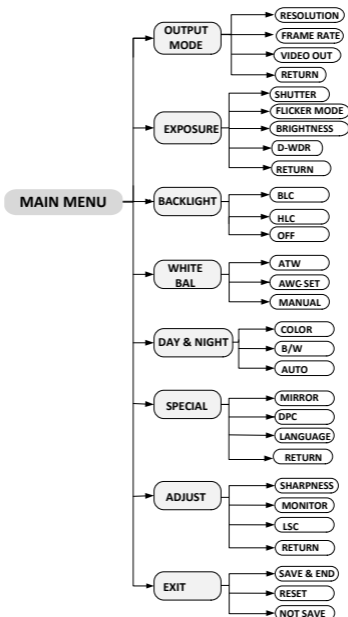 MAIN MENU
OUTPUT
MODE
RESOLUTION
FRAME RATE
VIDEO OUT
RETURN
EXPOSURE
SHUTTER
FLICKER MODE
BRIGHTNESS
D-WDR
RETURN
BACKLIGHT
BLC
HLC
OFF
WHITE
BAL
ATW
AWC-SET
MANUAL
DAY & NIGHT
COLOR
B/W
AUTO
SPECIAL
MIRROR
DPC
LANGUAGE
RETURN
ADJUST
SHARPNESS
MONITOR
LSC
RETURN
EXIT
SAVE & END
RESET
NOT SAVE